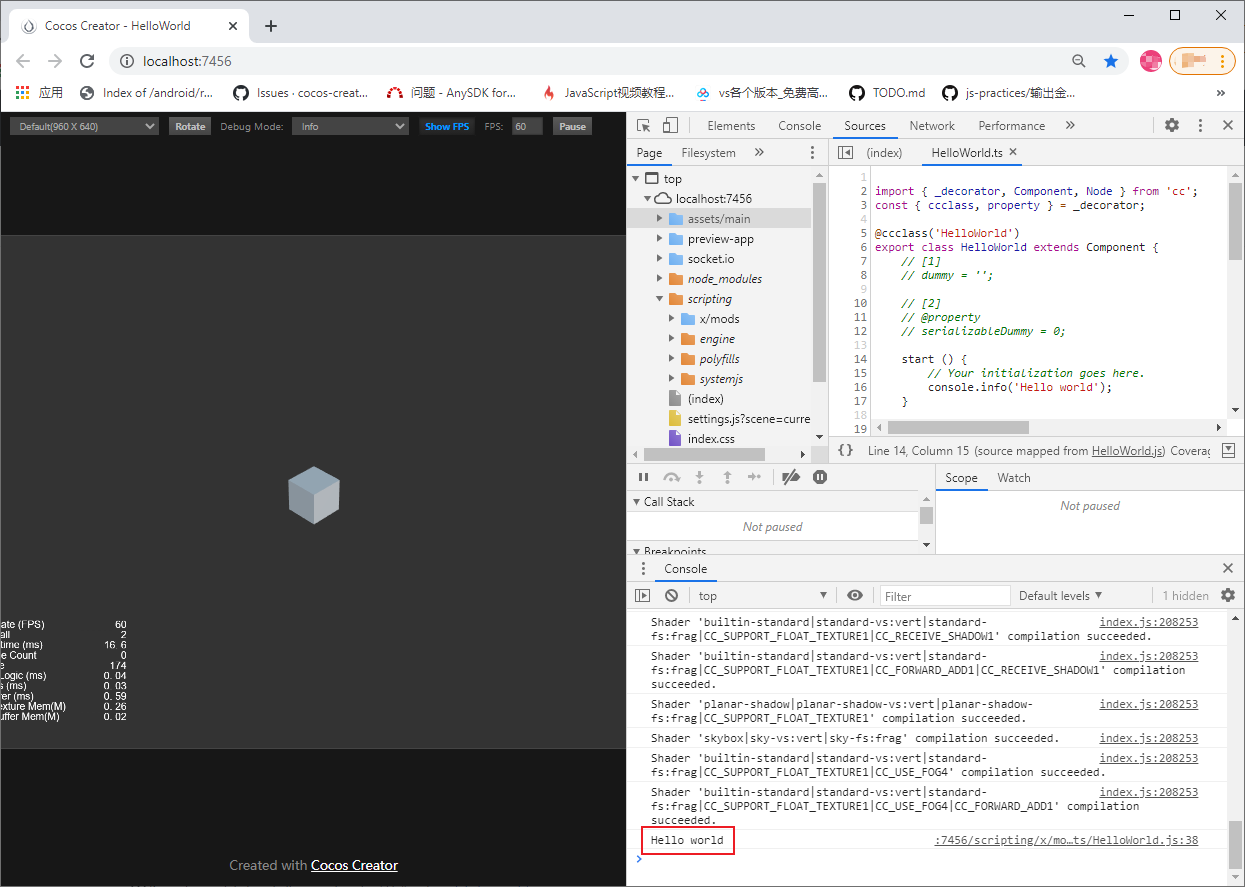 Cocos Creator - HelloWorld
localhost:7456
应用
Index of /android/r...
Issues · cocos-creat...
问题 - AnySDK for...
JavaScript视频教程...
vs各个版本_免费高...
TODO.md
js-practices/输出金...
»
Default(960 X 640)
Rotate
Debug Mode:
Info
Show FPS
FPS:
60
Pause
ate (FPS) 60
all 2
time (ms) 16 6
e Count 0
e 174
Logic (ms) 0. 04
s (ms) 0. 03
er (ms) 0. 59
exture Mem(M) 0. 26
uffer Mem(M) 0. 02
Created with Cocos Creator
Elements Console Sources Network Performance »
Page Filesystem »
top
localhost:7456
assets/main
preview-app
socket.io
node_modules
scripting
x/mods
engine
polyfills
systemjs
(index)
settings.js?scene=curre
index.css
(index) HelloWorld.ts
1
2 import { _decorator, Component, Node } from 'cc';
3 const { ccclass, property } = _decorator;
4
5 @ccclass('HelloWorld')
6 export class HelloWorld extends Component {
7 // [1]
8 // dummy = '';
9
10 // [2]
11 // @property
12 // serializableDummy = 0;
13
14 start () {
15 // Your initialization goes here.
16 console.info('Hello world');
17 }
18
19
{} Line 14, Column 15 (source mapped from HelloWorld.js) Coverag
Call Stack
Not paused
Breakpoints
Scope Watch
Not paused
Console
top
Filter
Default levels
1 hidden
Shader 'builtin-standard|standard-vs:vert|standard- index.js:208253
fs:frag|CC_SUPPORT_FLOAT_TEXTURE1|CC_RECEIVE_SHADOW1' compilation succeeded.
Shader 'builtin-standard|standard-vs:vert|standard- index.js:208253
fs:frag|CC_SUPPORT_FLOAT_TEXTURE1|CC_FORWARD_ADD1|CC_RECEIVE_SHADOW1' compilation
succeeded.
Shader 'planar-shadow|planar-shadow-vs:vert|planar-shadow- index.js:208253
fs:frag|CC_SUPPORT_FLOAT_TEXTURE1' compilation succeeded.
Shader 'skybox|sky-vs:vert|sky-fs:frag' compilation succeeded. index.js:208253
Shader 'builtin-standard|standard-vs:vert|standard- index.js:208253
fs:frag|CC_SUPPORT_FLOAT_TEXTURE1|CC_USE_FOG4' compilation succeeded.
Shader 'builtin-standard|standard-vs:vert|standard- index.js:208253
fs:frag|CC_SUPPORT_FLOAT_TEXTURE1|CC_USE_FOG4|CC_FORWARD_ADD1' compilation
succeeded.
Hello world :7456/scripting/x/mo…ts/HelloWorld.js:38